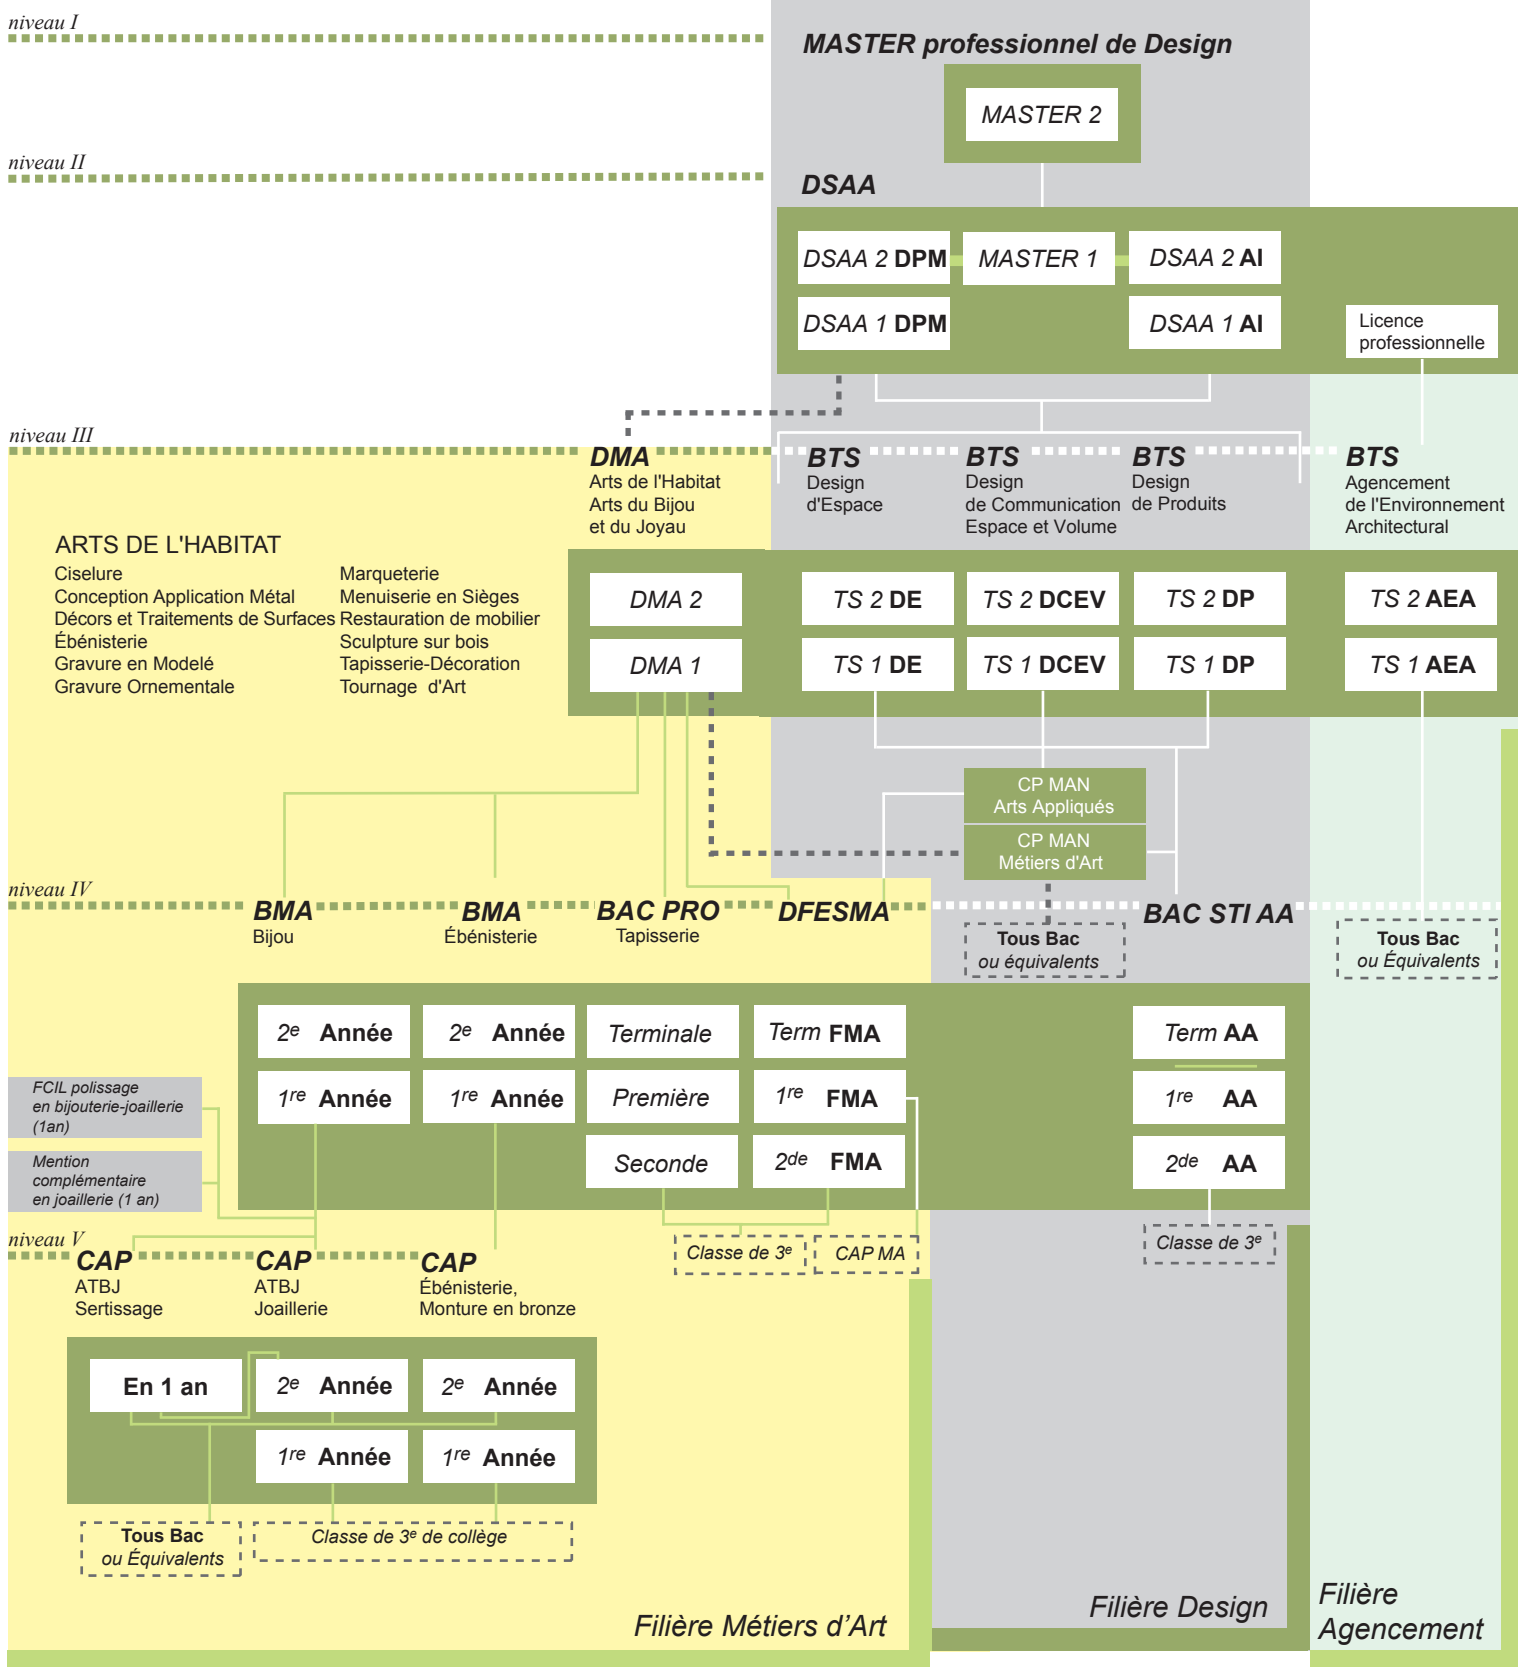 niveau I
MASTER professionnel de Design
MASTER 2
niveau II
DSAA
DSAA 2 DPM
MASTER 1
DSAA 2 AI
DSAA 1 DPM
DSAA 1 AI
Licence
professionnelle
niveau III
DMA
Arts de l'Habitat
Arts du Bijou
et du Joyau
BTS
Design
d'Espace
BTS
Design
de Communication
Espace et Volume
BTS
Design
de Produits
BTS
Agencement
de l'Environnement
Architectural
ARTS DE L'HABITAT
Ciselure
Conception Application Métal
Décors et Traitements de Surfaces
Ébénisterie
Gravure en Modelé
Gravure Ornementale
Marqueterie
Menuiserie en Sièges
Restauration de mobilier
Sculpture sur bois
Tapisserie-Décoration
Tournage d'Art
DMA 2
TS 2 DE
TS 2 DCEV
TS 2 DP
TS 2 AEA
DMA 1
TS 1 DE
TS 1 DCEV
TS 1 DP
TS 1 AEA
CP MAN
Arts Appliqués
CP MAN
Métiers d'Art
niveau IV
BMA
Bijou
BMA
Ébénisterie
BAC PRO
Tapisserie
DFESMA
Tous Bac
ou équivalents
BAC STI AA
Tous Bac
ou Équivalents
2e Année
2e Année
Terminale
Term FMA
Term AA
1re Année
1re Année
Première
1re FMA
1re AA
Seconde
2de FMA
2de AA
FCIL polissage
en bijouterie-joaillerie
(1an)
Mention
complémentaire
en joaillerie (1 an)
Classe de 3e
CAP MA
Classe de 3e
niveau V
CAP
ATBJ
Sertissage
CAP
ATBJ
Joaillerie
CAP
Ébénisterie,
Monture en bronze
En 1 an
2e Année
2e Année
1re Année
1re Année
Tous Bac
ou Équivalents
Classe de 3e de collège
Filière Métiers d’Art
Filière Design
Filière
Agencement